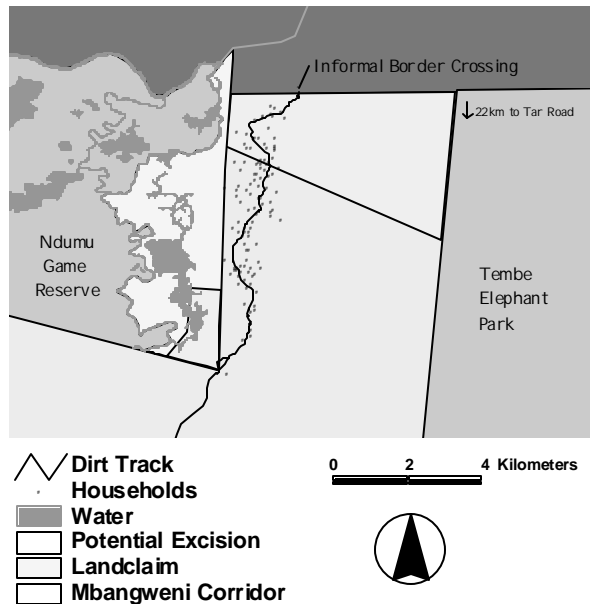 Informal Border Crossing
22km to Tar Road
Ndumu
Game
Reserve
Tembe
Elephant
Park
Dirt Track
Households
Water
Potential Excision
Landclaim
Mbangweni Corridor
0 2 4 Kilometers